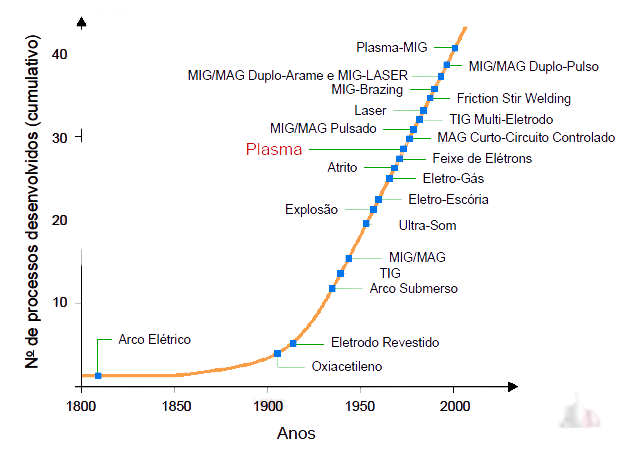 Nº de processos desenvolvidos (cumulativo)
40
30
20
10
Plasma-MIG
MIG/MAG Duplo-Pulso
MIG/MAG Duplo-Arame e MIG-LASER
MIG-Brazing
Friction Stir Welding
Laser
TIG Multi-Eletrodo
MIG/MAG Pulsado
MAG Curto-Circuito Controlado
Plasma
Feixe de Elétrons
Atrito
Eletro-Gás
Eletro-Escória
Explosão
Ultra-Som
MIG/MAG
TIG
Arco Submerso
Arco Elétrico
Eletrodo Revestido
Oxiacetileno
1800 1850 1900 1950 2000
Anos